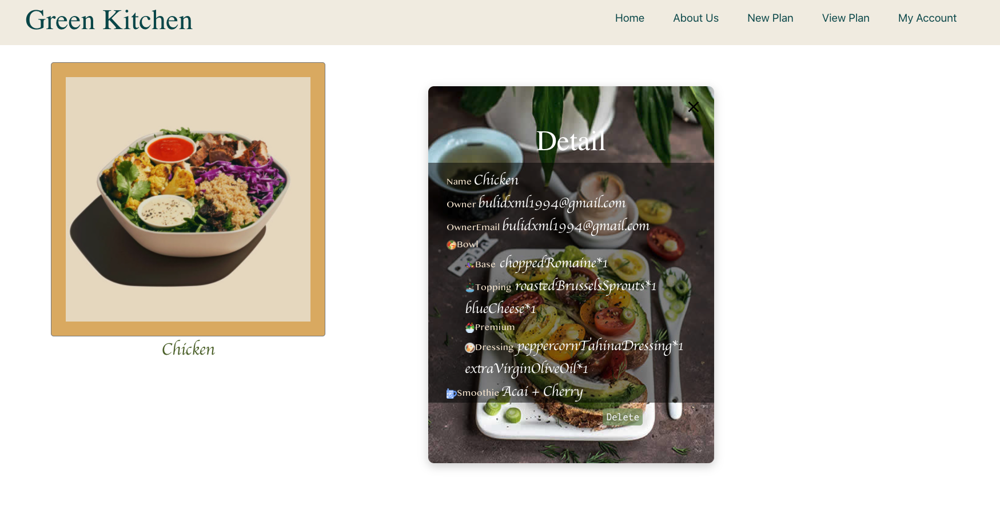 Green Kitchen
Home About Us New Plan View Plan My Account
Chicken
Detail
Name Chicken
Owner bulidxml1994@gmail.com
OwnerEmail bulidxml1994@gmail.com
Bowl
Base choppedRomaine*1
Topping roastedBrusselsSprouts*1
blueCheese*1
Premium
Dressing peppercornTahinaDressing*1
extraVirginOliveOil*1
Smoothie Acai + Cherry
Delete